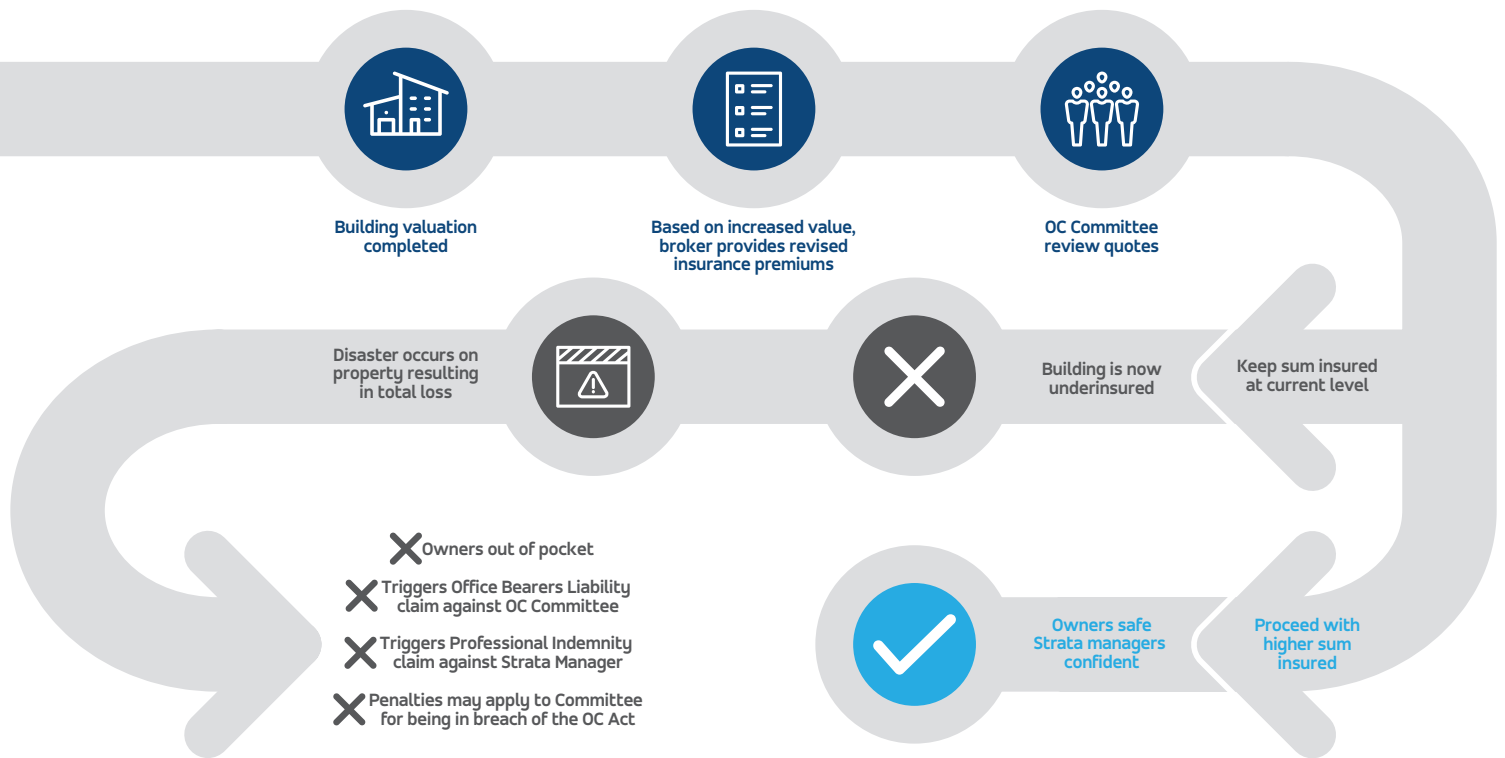 Building valuation
completed
Based on increased value,
broker provides revised
insurance premiums
OC Committee
review quotes
Keep sum insured
at current level
Building is now
underinsured
Disaster occurs on
property resulting
in total loss
Owners out of pocket
Triggers Office Bearers Liability
claim against OC Committee
Triggers Professional Indemnity
claim against Strata Manager
Penalties may apply to Committee
for being in breach of the OC Act
Proceed with
higher sum
insured
Owners safe
Strata managers
confident